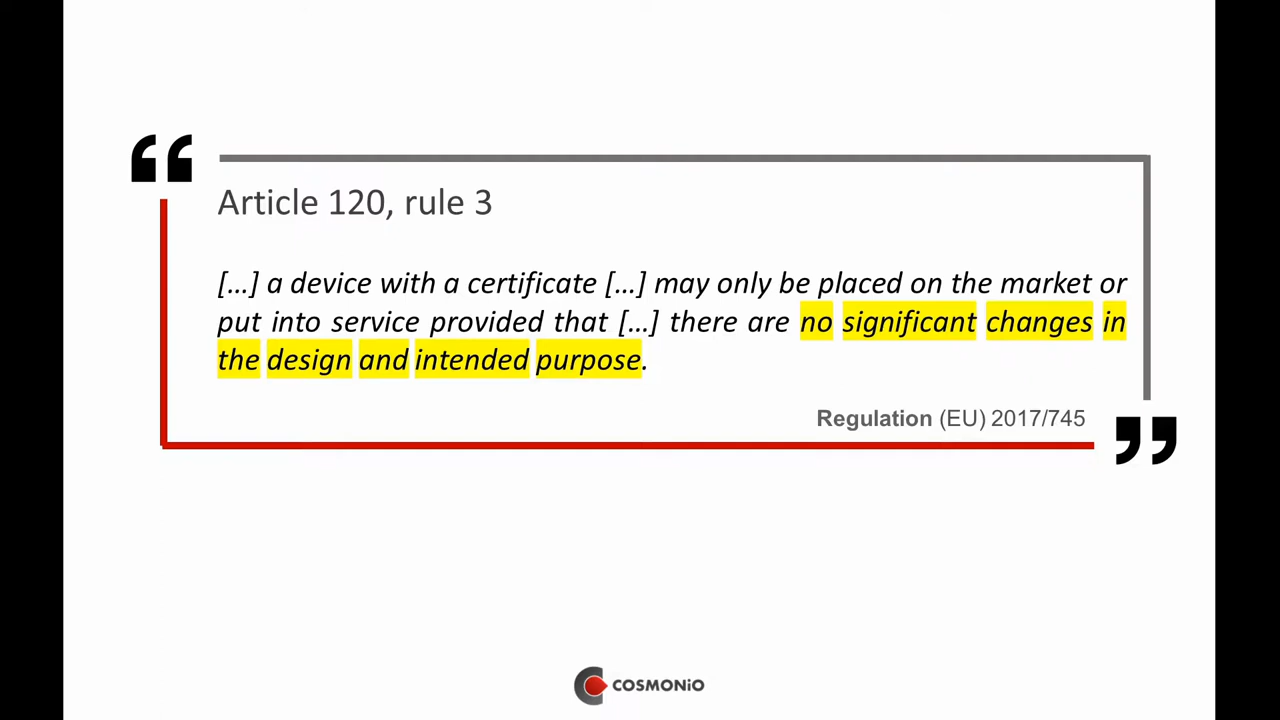 “
Article 120, rule 3
[…] a device with a certificate […] may only be placed on the market or
put into service provided that […] there are no significant changes in
the design and intended purpose.
Regulation (EU) 2017/745
”
COSMONiO